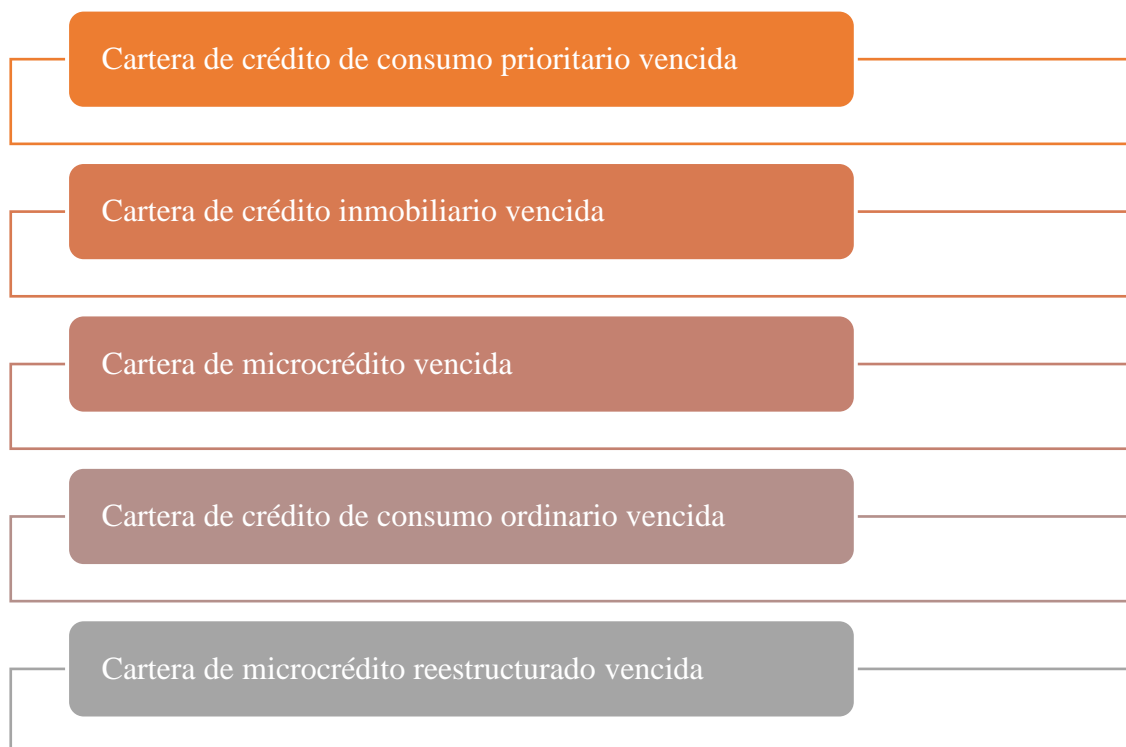 Cartera de crédito de consumo prioritario vencida
Cartera de crédito inmobiliario vencida
Cartera de microcrédito vencida
Cartera de crédito de consumo ordinario vencida
Cartera de microcrédito reestructurado vencida